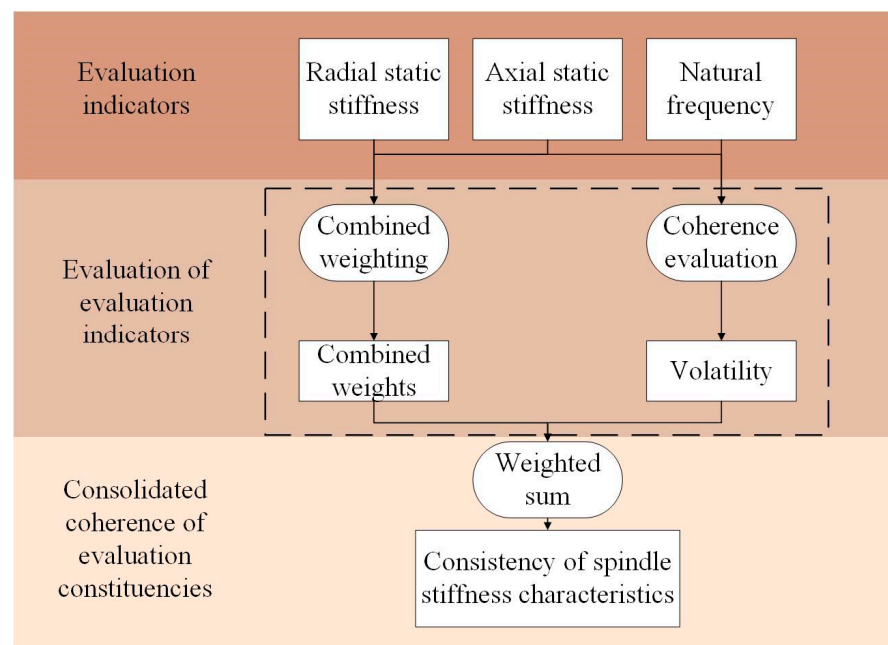 Evaluation
indicators
Radial static
stiffness
Axial static
stiffness
Natural
frequency
Evaluation of
evaluation
indicators
Combined
weighting
Coherence
evaluation
Combined
weights
Volatility
Consolidated
coherence of
evaluation
constituencies
Weighted
sum
Consistency of spindle
stiffness characteristics